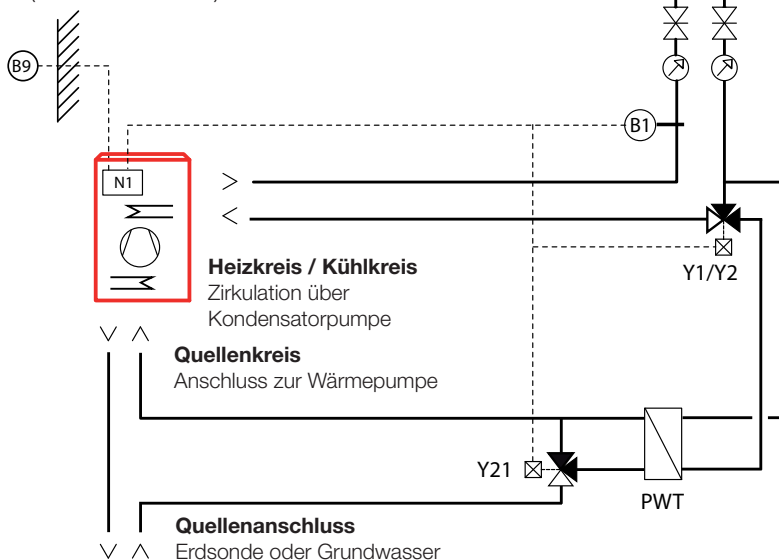 B9
B1
N1
Heizkreis / Kühlkreis
Zirkulation über
Kondensatorpumpe
Y1/Y2
Quellenkreis
Anschluss zur Wärmepumpe
Y21
PWT
Quellenanschluss
Erdsonde oder Grundwasser